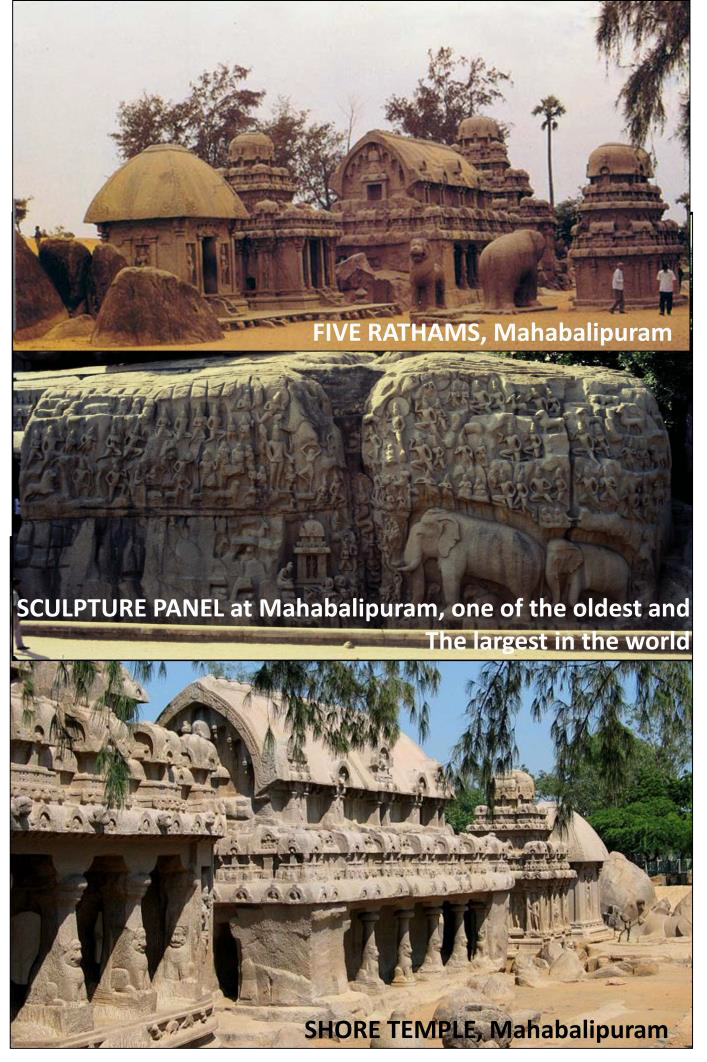 FIVE RATHAMS, Mahabalipuram
SCULPTURE PANEL at Mahabalipuram, one of the oldest and
The largest in the world
SHORE TEMPLE, Mahabalipuram